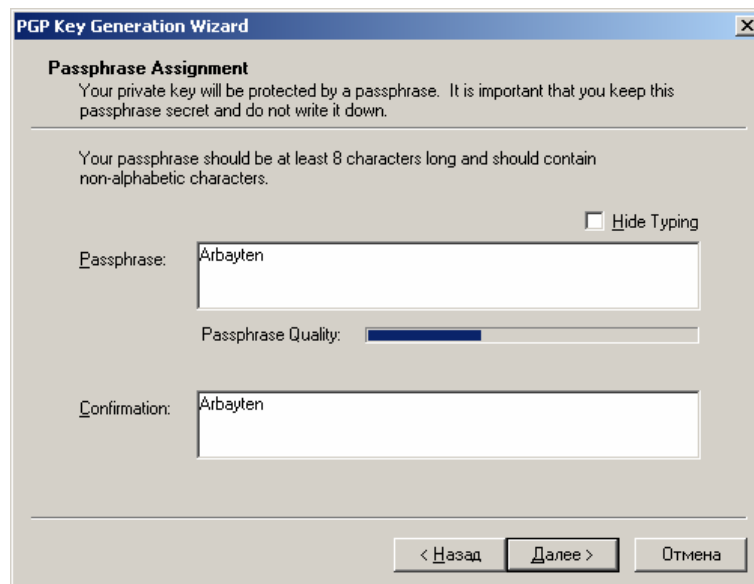 PGP Key Generation Wizard
Passphrase Assignment
Your private key will be protected by a passphrase. It is important that you keep this
passphrase secret and do not write it down.
Your passphrase should be at least 8 characters long and should contain
non-alphabetic characters.
Hide Typing
Passphrase: Arbayten
Passphrase Quality:
Confirmation: Arbayten
< Назад Далее > Отмена